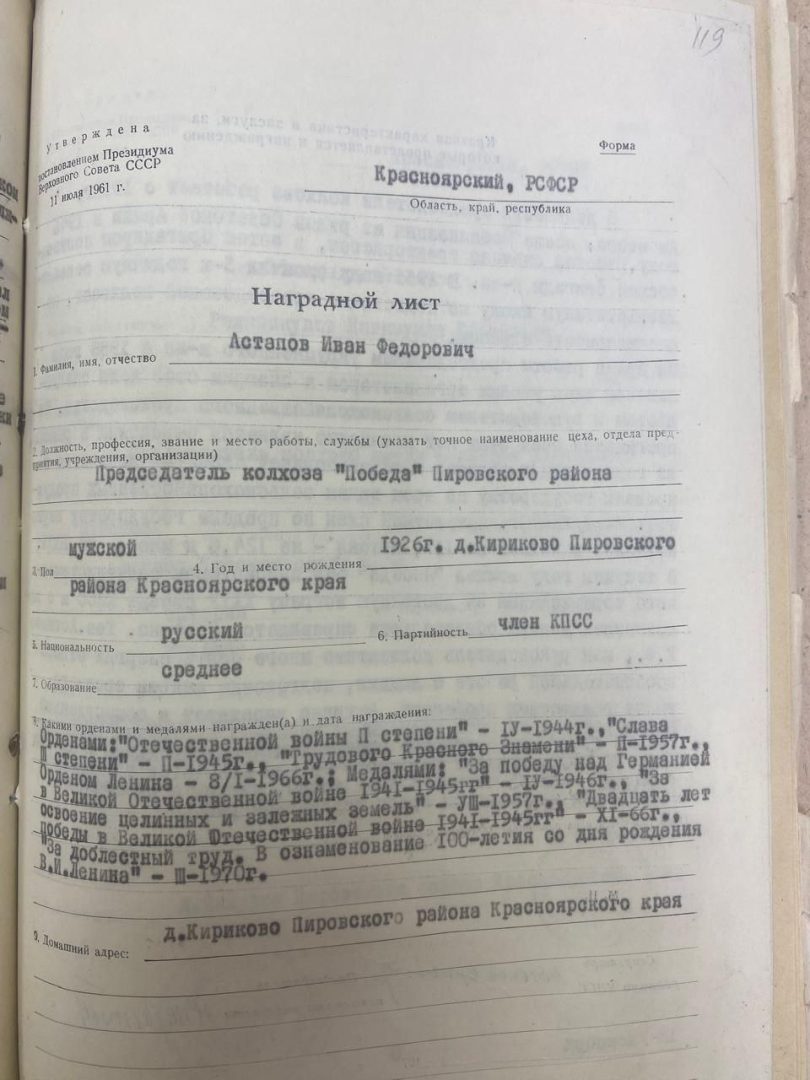 119
Утверждена
постановлением Президиума
Верховного Совета СССР
11 июля 1961 г.
Форма
Красноярский, РСФСР
Область, край, республика
Наградной лист
Астапов Иван Федорович
1. Фамилия, имя, отчество
2. Должность, профессия, звание и место работы, службы (указать точное наименование цеха, отдела пред-
приятия, учреждения, организации)
Председатель колхоза "Победа" Пировского района
мужской 1926г. д.Кириково Пировского
3. Пол 4. Год и место рождения
района Красноярского края
русский член КПСС
5. Национальность 6. Партийность
среднее
7. Образование
8. Какими орденами и медалями награжден(а) и дата награждения:
Орденами:"Отечественной войны П степени" - IУ-1944г.,"Слава
Ш степени" - П-1945г., "Трудового Красного Знамени" - П-1957г.,
Орденом Ленина - 8/I-1966г.; Медалями: "За победу над Германией
в Великой Отечественной войне 1941-1945гг" - IУ-1946г., "За
освоение целинных и залежных земель" - УШ-1957г., "Двадцать лет
победы в Великой Отечественной войне 1941-1945гг" - XI-66г.,
"За доблестный труд. В ознаменование 100-летия со дня рождения
В.И.Ленина" - Ш-1970г.
д.Кириково Пировского района Красноярского края
9. Домашний адрес: